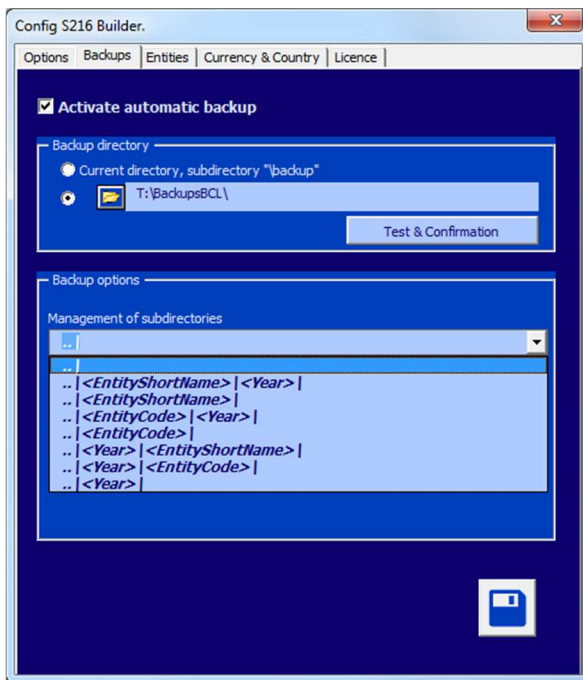 Config S216 Builder.
Options Backups Entities Currency & Country Licence
Activate automatic backup
Backup directory
Current directory, subdirectory "\backup"
T:\BackupsBCL\
Test & Confirmation
Backup options
Management of subdirectories
..|
..|
..|<EntityShortName>|<Year>|
..|<EntityShortName>|
..|<EntityCode>|<Year>|
..|<EntityCode>|
..|<Year>|<EntityShortName>|
..|<Year>|<EntityCode>|
..|<Year>|